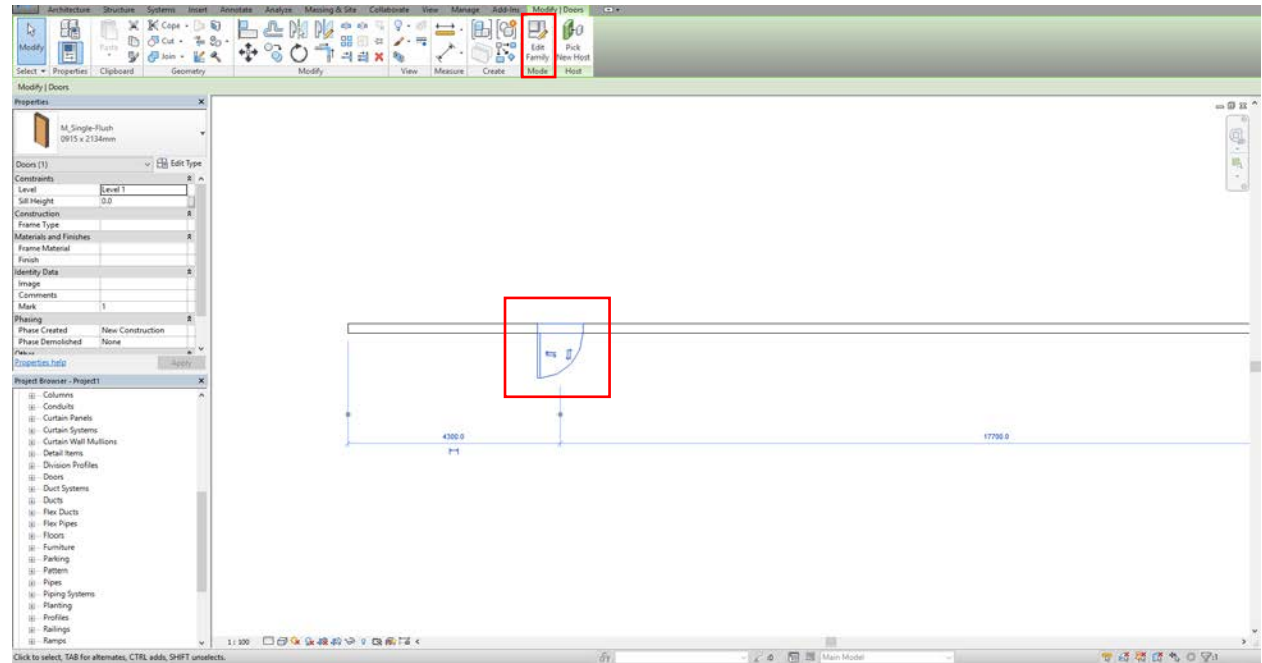 Architecture Structure Systems Insert Annotate Analyze Massing & Site Collaborate View Manage Add-Ins Modify | Doors
Modify
Paste
Cope
Cut
Join
Edit Family
Pick New Host
Select Properties Clipboard Geometry Modify View Measure Create Mode Host
Modify | Doors
Properties
M_Single-Flush
0915 x 2134mm
Doors (1) Edit Type
Constraints
Level Level 1
Sill Height 0.0
Construction
Frame Type
Materials and Finishes
Frame Material
Finish
Identity Data
Image
Comments
Mark 1
Phasing
Phase Created New Construction
Phase Demolished None
Other
Properties help Apply
Project Browser - Project1
Columns
Conduits
Curtain Panels
Curtain Systems
Curtain Wall Mullions
Detail Items
Division Profiles
Doors
Duct Systems
Ducts
Flex Ducts
Flex Pipes
Floors
Furniture
Parking
Pattern
Pipes
Piping Systems
Planting
Profiles
Railings
Ramps
4300.0
17700.0
1 : 100
Click to select, TAB for alternates, CTRL adds, SHIFT unselects.
:0
Main Model
:1